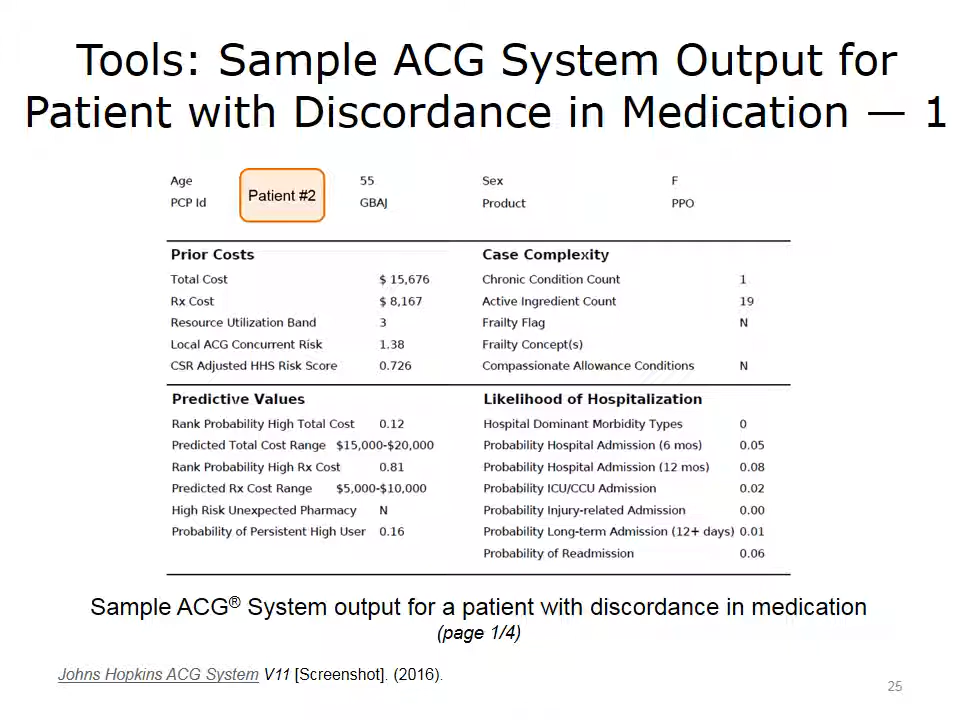 Tools: Sample ACG System Output for
Patient with Discordance in Medication — 1
Age Patient #2 55 Sex F
PCP Id GBAJ Product PPO
Prior Costs Case Complexity
Total Cost $ 15,676 Chronic Condition Count 1
Rx Cost $ 8,167 Active Ingredient Count 19
Resource Utilization Band 3 Frailty Flag N
Local ACG Concurrent Risk 1.38 Frailty Concept(s)
CSR Adjusted HHS Risk Score 0.726 Compassionate Allowance Conditions N
Predictive Values Likelihood of Hospitalization
Rank Probability High Total Cost 0.12 Hospital Dominant Morbidity Types 0
Predicted Total Cost Range $15,000-$20,000 Probability Hospital Admission (6 mos) 0.05
Rank Probability High Rx Cost 0.81 Probability Hospital Admission (12 mos) 0.08
Predicted Rx Cost Range $5,000-$10,000 Probability ICU/CCU Admission 0.02
High Risk Unexpected Pharmacy N Probability Injury-related Admission 0.00
Probability of Persistent High User 0.16 Probability Long-term Admission (12+ days) 0.01
Probability of Readmission 0.06
Sample ACG® System output for a patient with discordance in medication
(page 1/4)
Johns Hopkins ACG System V11 [Screenshot]. (2016).
25